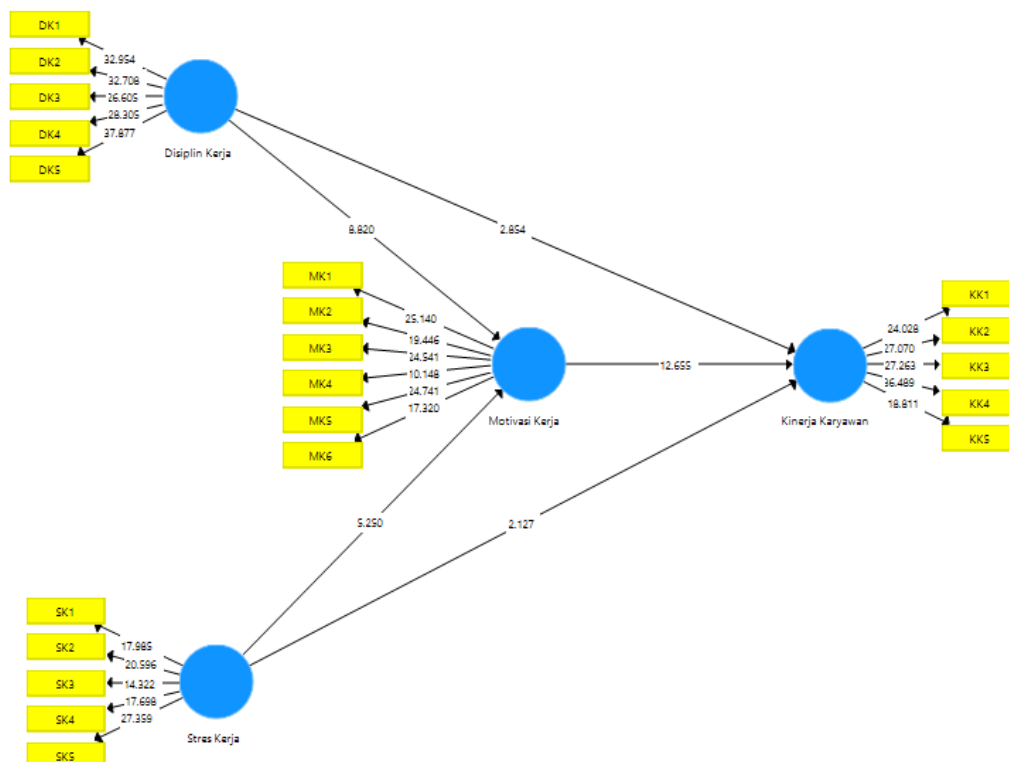 DK1
DK2
DK3
DK4
DK5
32.954
32.708
26.605
28.305
37.877
Disiplin Kerja
8.820
2.854
MK1
MK2
MK3
MK4
MK5
MK6
25.140
19.446
24.541
10.148
24.741
17.320
Motivasi Kerja
12.655
KK1
KK2
KK3
KK4
KK5
24.028
27.070
27.263
36.489
18.811
Kinerja Karyawan
5.250
2.127
SK1
SK2
SK3
SK4
SK5
17.985
20.596
14.322
17.698
27.359
Stres Kerja